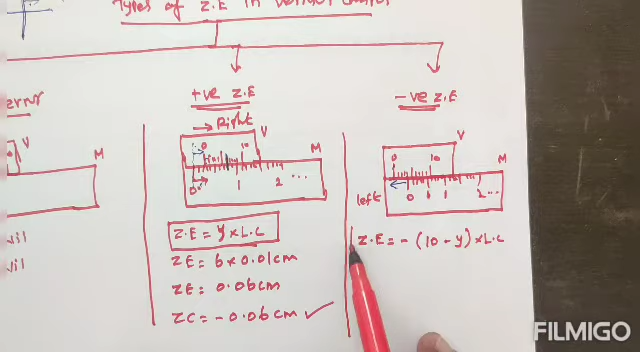 Types of Z.E in Vernier
+ve Z.E
-ve Z.E
→ Right
V
M
0 10
0 1 2 ...
Z.E = y x L.C
ZE = 6 x 0.01cm
ZE = 0.06cm
ZC = - 0.06cm ✓
V
M
0 10
left
0 1 2...
Z.E = - (10 - y) x L.C
V
M
FILMIGO